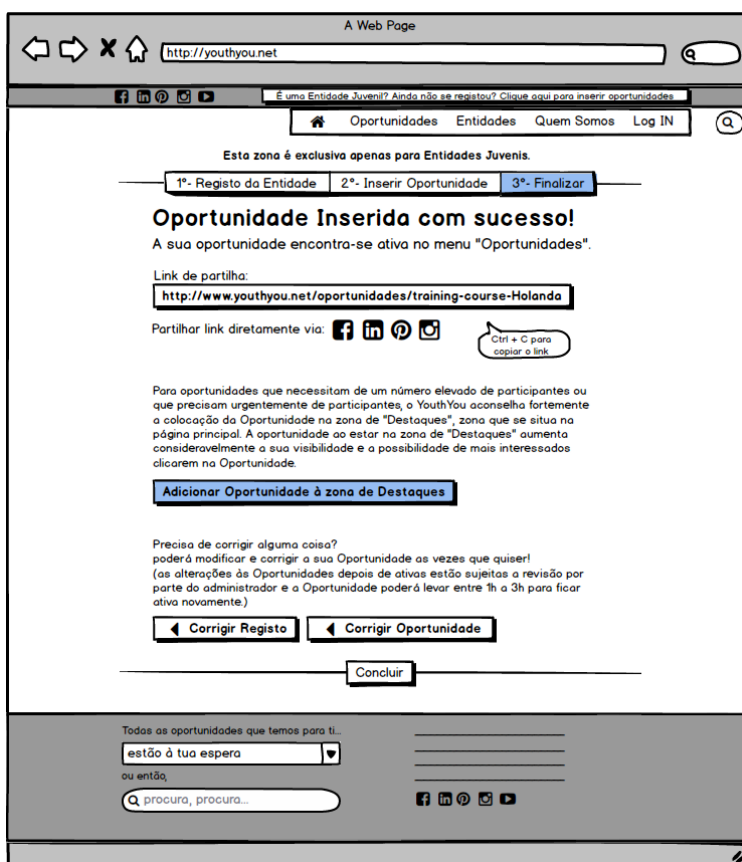 A Web Page
http://youthyou.net
É uma Entidade Juvenil? Ainda não se registou? Clique aqui para inserir oportunidades
Oportunidades Entidades Quem Somos Log IN
Esta zona é exclusiva apenas para Entidades Juvenis.
1º- Registo da Entidade 2º- Inserir Oportunidade 3º- Finalizar
Oportunidade Inserida com sucesso!
A sua oportunidade encontra-se ativa no menu "Oportunidades".
Link de partilha:
http://www.youthyou.net/oportunidades/training-course-Holanda
Partilhar link diretamente via:
Ctrl + C para
copiar o link
Para oportunidades que necessitam de um número elevado de participantes ou
que precisam urgentemente de participantes, o YouthYou aconselha fortemente
a colocação da Oportunidade na zona de "Destaques", zona que se situa na
página principal. A oportunidade ao estar na zona de "Destaques" aumenta
consideravelmente a sua visibilidade e a possibilidade de mais interessados
clicarem na Oportunidade.
Adicionar Oportunidade à zona de Destaques
Precisa de corrigir alguma coisa?
poderá modificar e corrigir a sua Oportunidade as vezes que quiser!
(as alterações às Oportunidades depois de ativas estão sujeitas a revisão por
parte do administrador e a Oportunidade poderá levar entre 1h a 3h para ficar
ativa novamente.)
Corrigir Registo Corrigir Oportunidade
Concluir
Todas as oportunidades que temos para ti...
estão à tua espera
ou então,
procura, procura...